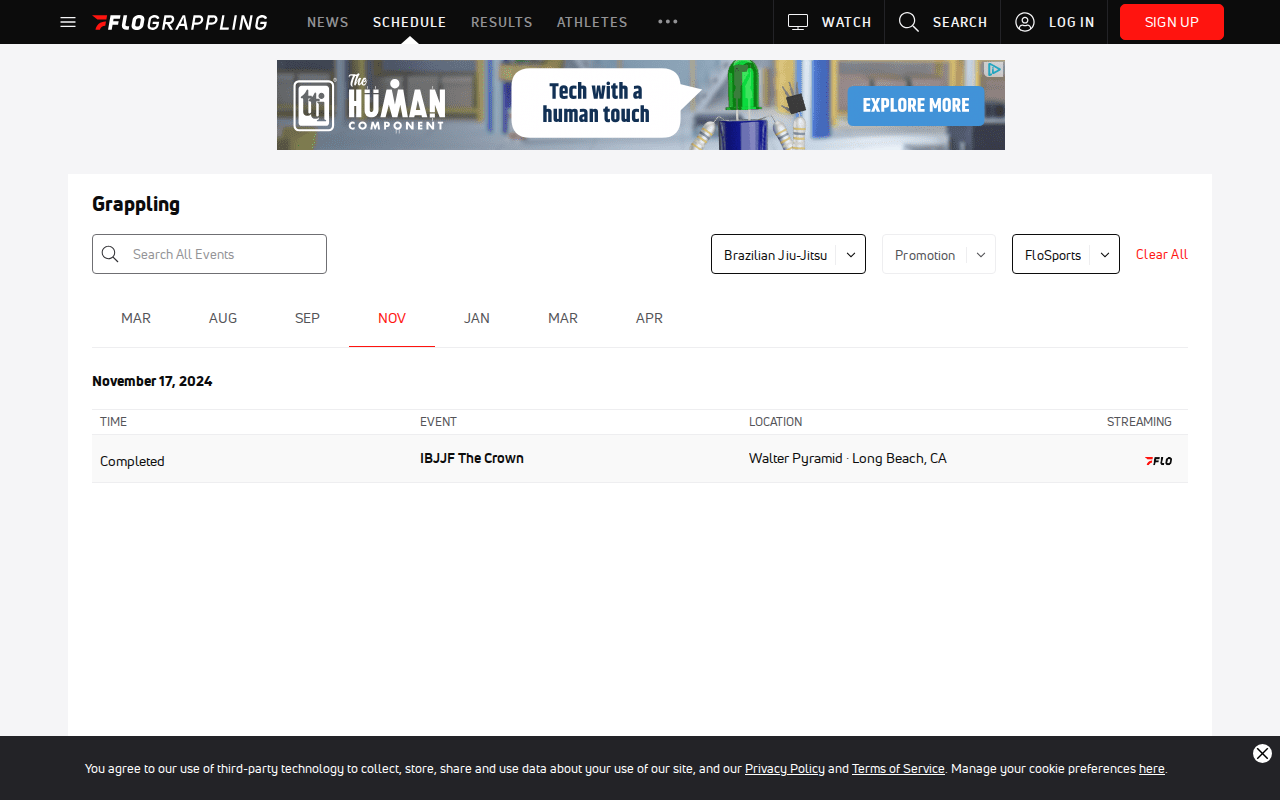 FLOGRAPPLING NEWS SCHEDULE RESULTS ATHLETES ••• WATCH SEARCH LOG IN SIGN UP
The HUMAN COMPONENT
tti
Tech with a human touch
EXPLORE MORE
Grappling
Search All Events Brazilian Jiu-Jitsu Promotion FloSports Clear All
MAR AUG SEP NOV JAN MAR APR
November 17, 2024
TIME EVENT LOCATION STREAMING
Completed IBJJF The Crown Walter Pyramid · Long Beach, CA FLO
You agree to our use of third-party technology to collect, store, share and use data about your use of our site, and our Privacy Policy and Terms of Service. Manage your cookie preferences here.